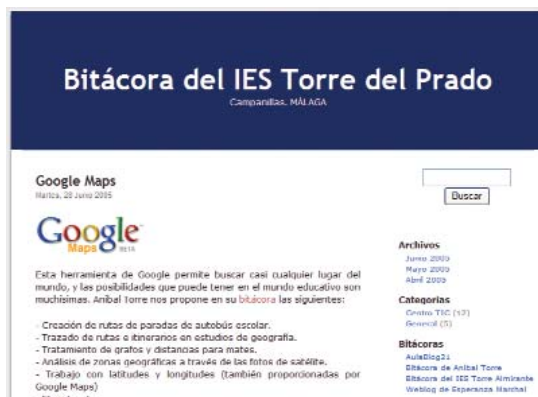 Bitácora del IES Torre del Prado
Campanillas. MÁLAGA
Google Maps
Martes, 28 Junio 2005
Google
Maps BETA
Esta herramienta de Google permite buscar casi cualquier lugar del
mundo, y las posibilidades que puede tener en el mundo educativo son
muchísimas. Aníbal Torre nos propone en su bitácora las siguientes:
- Creación de rutas de paradas de autobús escolar.
- Trazado de rutas e itinerarios en estudios de geografía.
- Tratamiento de grafos y distancias para mates.
- Análisis de zonas geográficas a través de las fotos de satélite.
- Trabajo con latitudes y longitudes (también proporcionadas por
Google Maps)
Buscar
Archivos
Junio 2005
Mayo 2005
Abril 2005
Categorias
Centro TIC (12)
General (5)
Bitácoras
AulaBlog21
Bitácora de Anibal Torre
Bitácora del IES Torre Almirante
Weblog de Esperanza Marchal